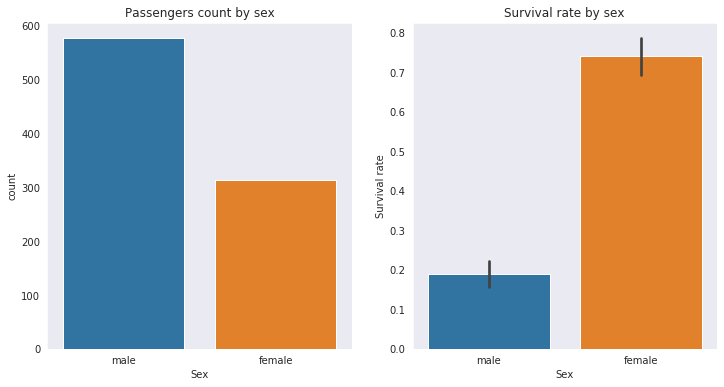 Passengers count by sex
600
500
400
300
200
100
0
count
male
female
Sex
Survival rate by sex
0.8
0.7
0.6
0.5
0.4
0.3
0.2
0.1
0.0
Survival rate
male
female
Sex